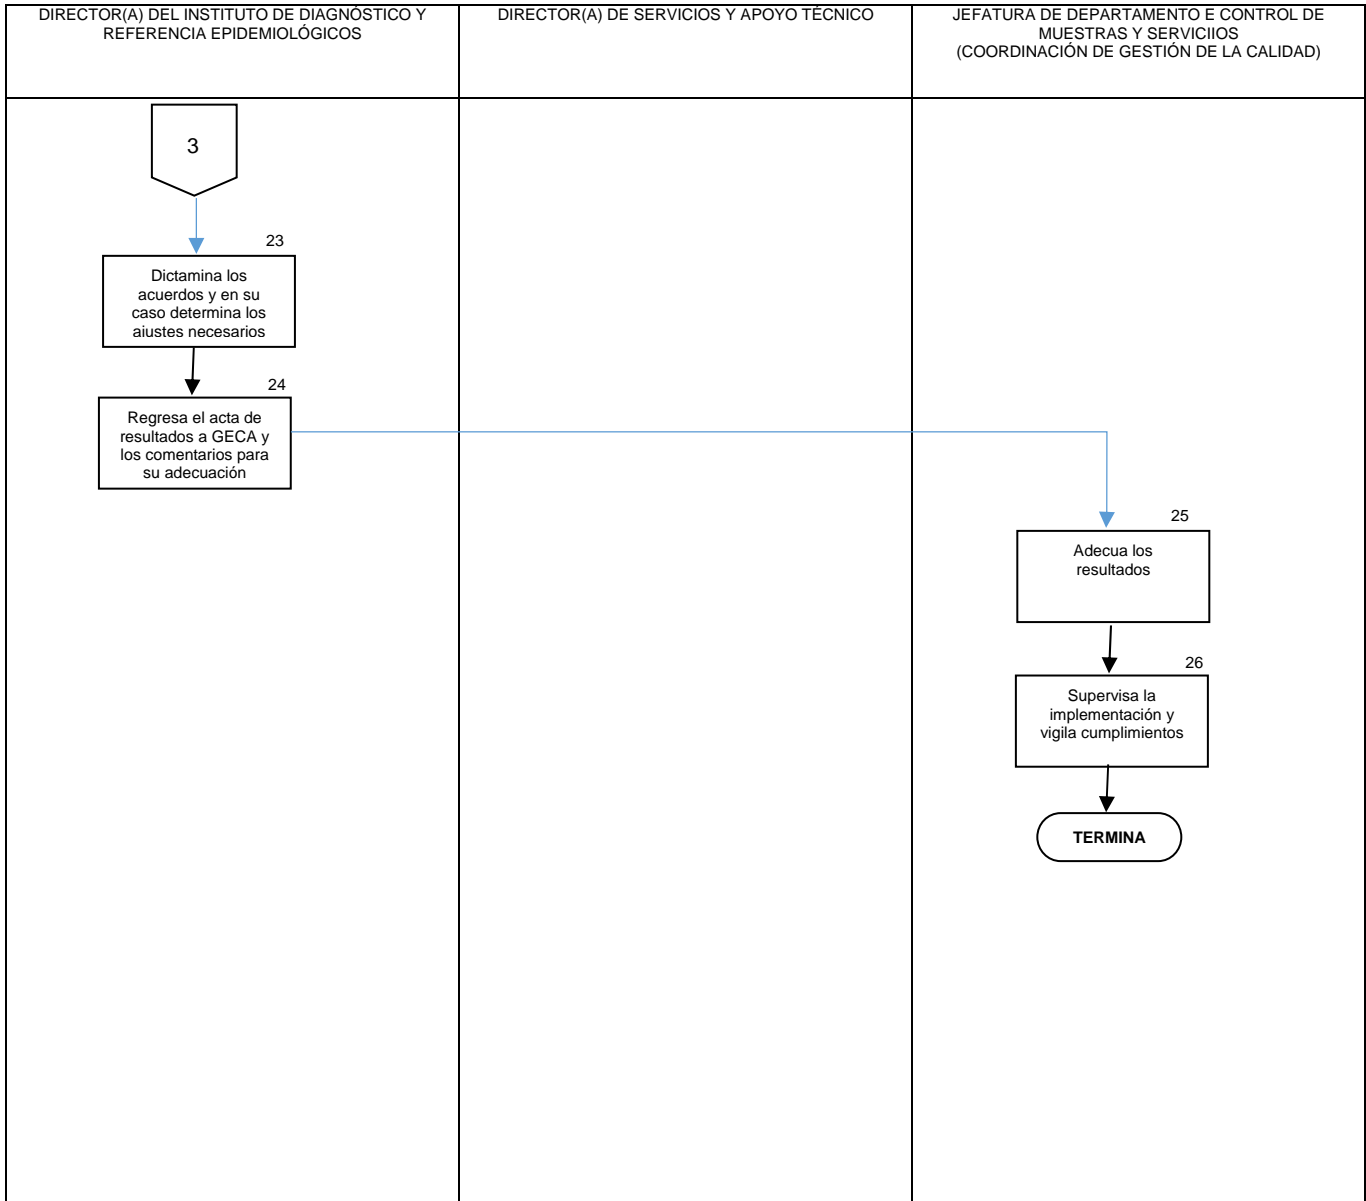 DIRECTOR(A) DEL INSTITUTO DE DIAGNÓSTICO Y
REFERENCIA EPIDEMIOLÓGICOS
DIRECTOR(A) DE SERVICIOS Y APOYO TÉCNICO
JEFATURA DE DEPARTAMENTO E CONTROL DE
MUESTRAS Y SERVICIIOS
(COORDINACIÓN DE GESTIÓN DE LA CALIDAD)
3
23
Dictamina los
acuerdos y en su
caso determina los
ajustes necesarios
24
Regresa el acta de
resultados a GECA y
los comentarios para
su adecuación
25
Adecua los
resultados
26
Supervisa la
implementación y
vigila cumplimientos
TERMINA